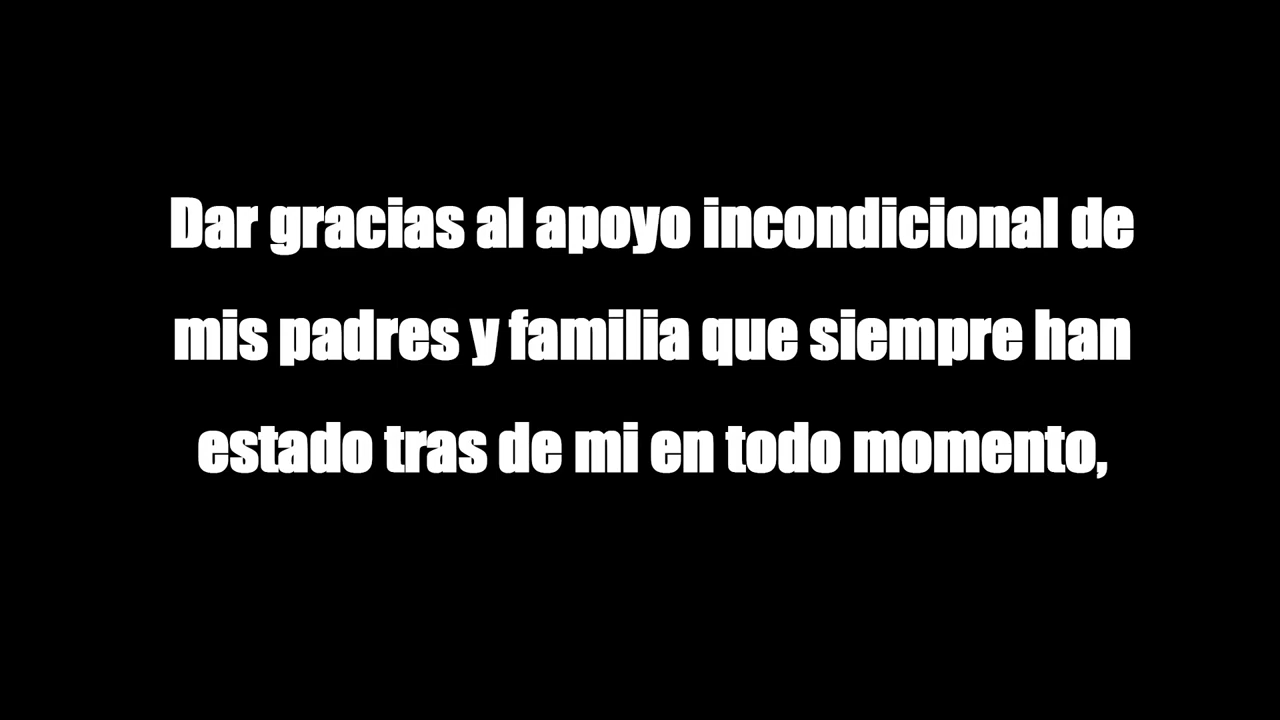 Dar gracias al apoyo incondicional de
mis padres y familia que siempre han
estado tras de mi en todo momento,